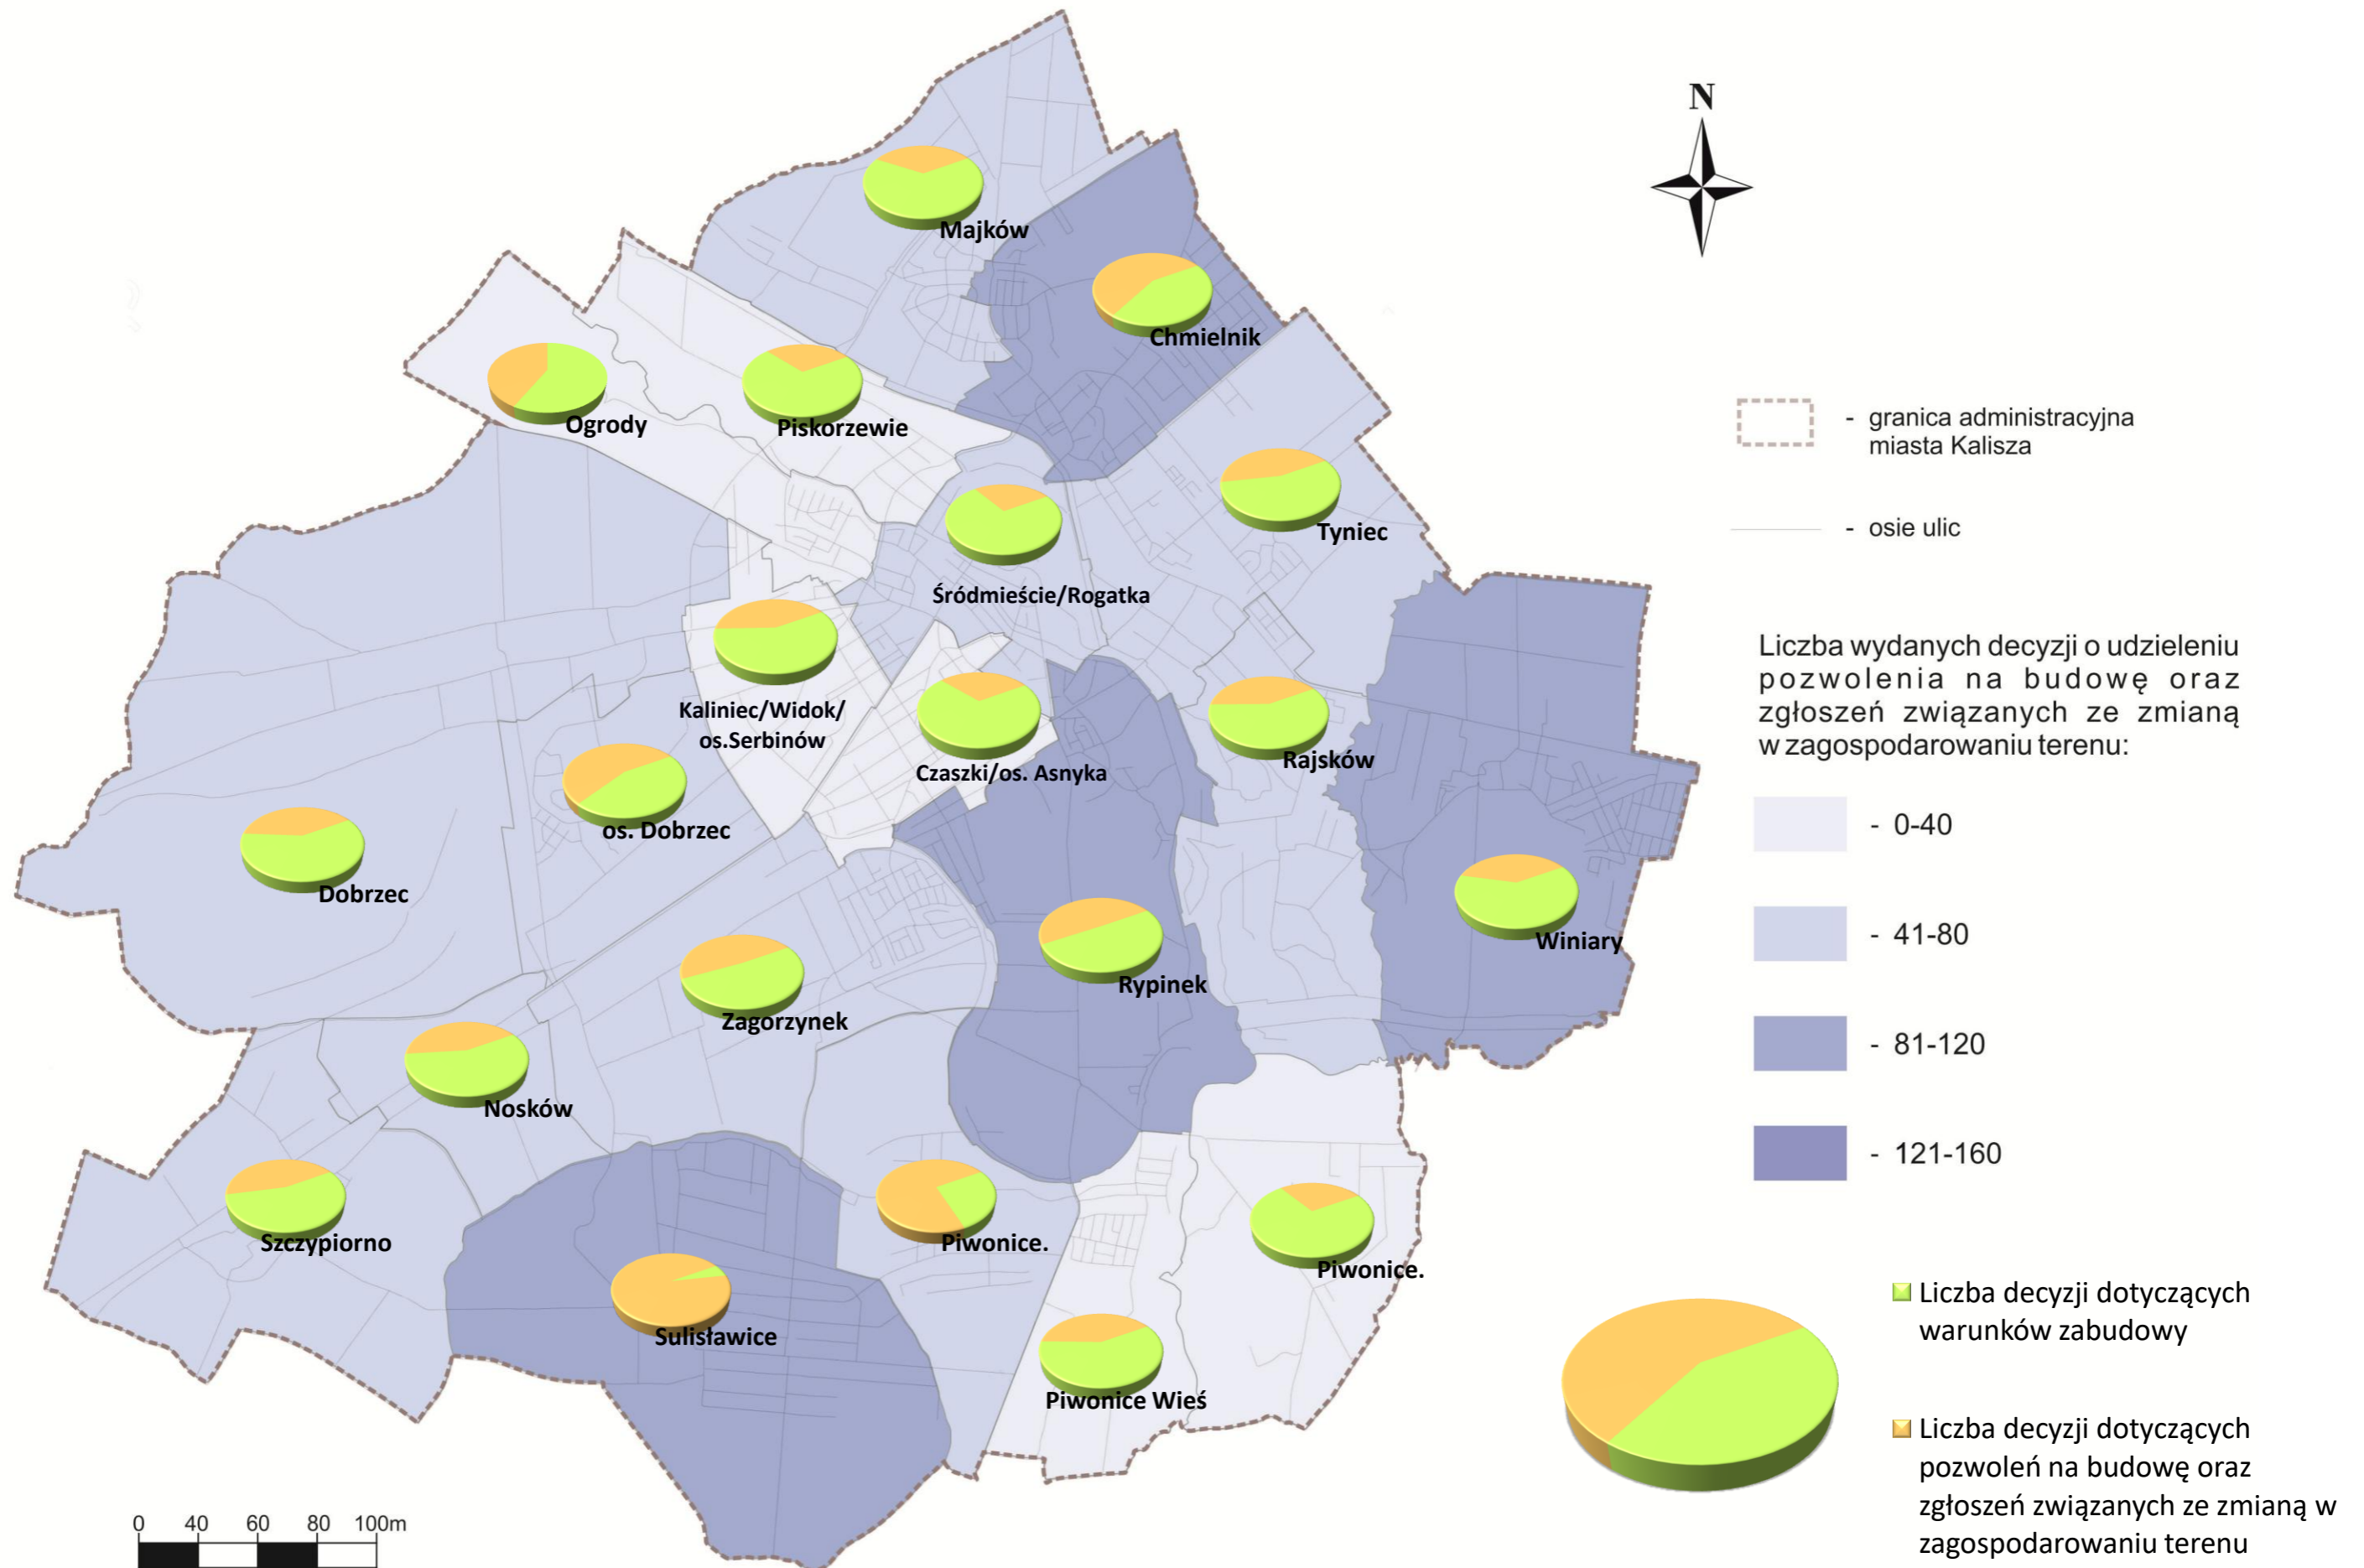 N
Majków
Chmielnik
Ogrody
Piskorzewie
Tyniec
Śródmieście/Rogatka
Kaliniec/Widok/
os.Serbinów
Czaszki/os. Asnyka
Rajsków
os. Dobrzec
Dobrzec
Winiary
Rypinek
Zagorzynek
Nosków
Szczypiorno
Piwonice.
Piwonice.
Sulisławice
Piwonice Wieś
0 40 60 80 100m
- granica administracyjna
miasta Kalisza
- osie ulic
Liczba wydanych decyzji o udzieleniu
pozwolenia na budowę oraz
zgłoszeń związanych ze zmianą
w zagospodarowaniu terenu:
- 0-40
- 41-80
- 81-120
- 121-160
Liczba decyzji dotyczących
warunków zabudowy
Liczba decyzji dotyczących
pozwoleń na budowę oraz
zgłoszeń związanych ze zmianą w
zagospodarowaniu terenu